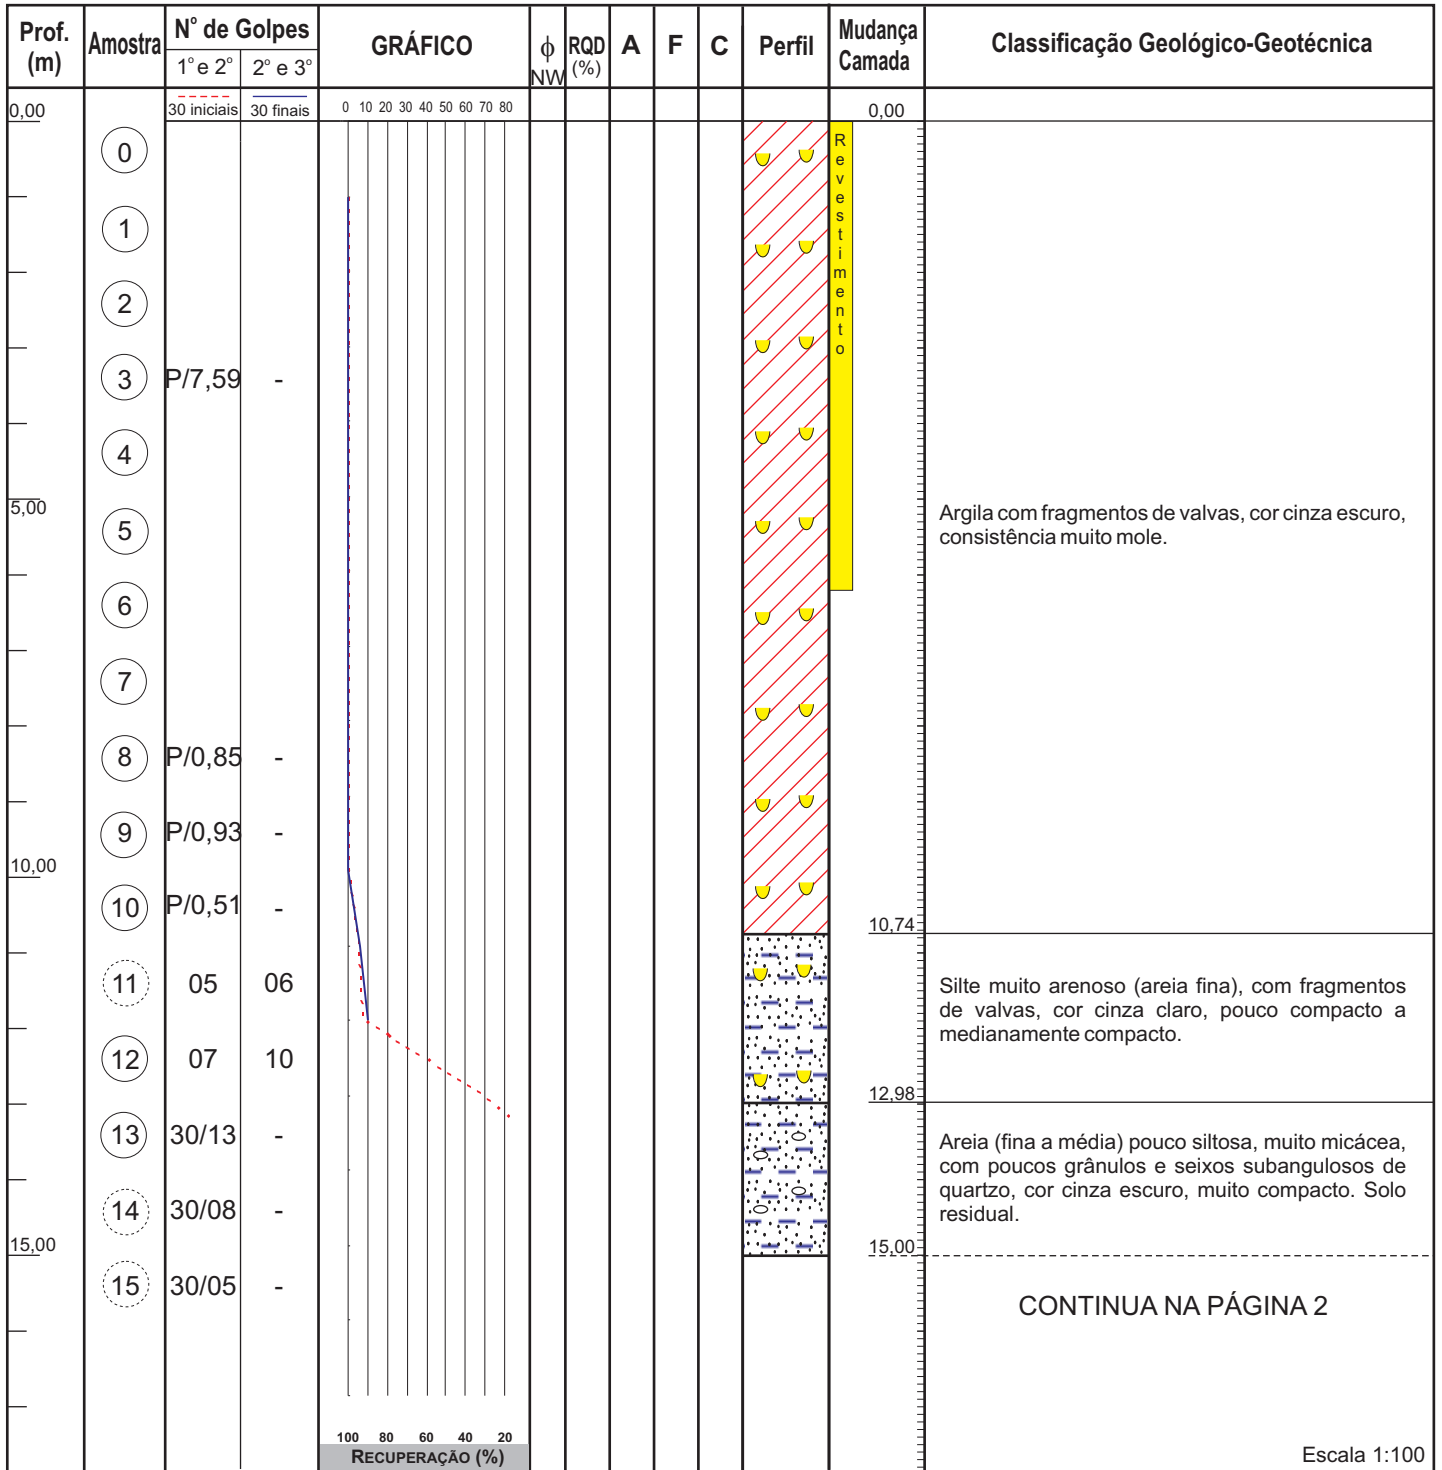 Prof. (m)
Amostra
N° de Golpes
1° e 2°
2° e 3°
GRÁFICO
ϕ NW
RQD (%)
A
F
C
Perfil
Mudança Camada
Classificação Geológico-Geotécnica
0,00
30 iniciais
30 finais
0 10 20 30 40 50 60 70 80
0,00
Revestimento
0
1
2
3 P/7,59 -
4
5,00
5
Argila com fragmentos de valvas, cor cinza escuro,
consistência muito mole.
6
7
8 P/0,85 -
9 P/0,93 -
10,00
10 P/0,51 -
10,74
11 05 06
Silte muito arenoso (areia fina), com fragmentos
de valvas, cor cinza claro, pouco compacto a
medianamente compacto.
12 07 10
12,98
13 30/13 -
Areia (fina a média) pouco siltosa, muito micácea,
com poucos grânulos e seixos subangulosos de
quartzo, cor cinza escuro, muito compacto. Solo
residual.
14 30/08 -
15,00
15,00
15 30/05 -
CONTINUA NA PÁGINA 2
100 80 60 40 20
RECUPERAÇÃO (%)
Escala 1:100